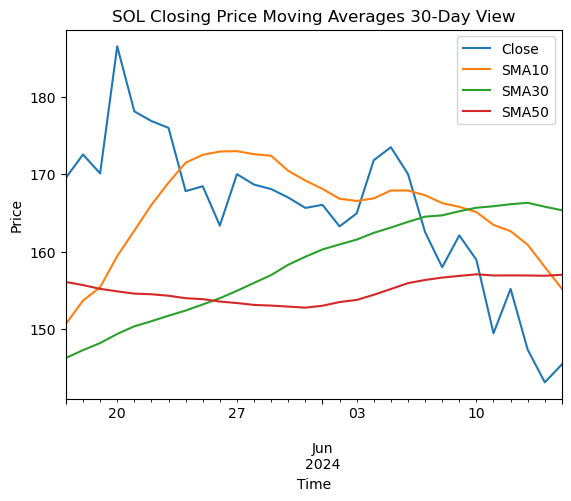 SOL Closing Price Moving Averages 30-Day View
Close
SMA10
SMA30
SMA50
180
170
160
150
Price
20
27
03
10
Jun
2024
Time